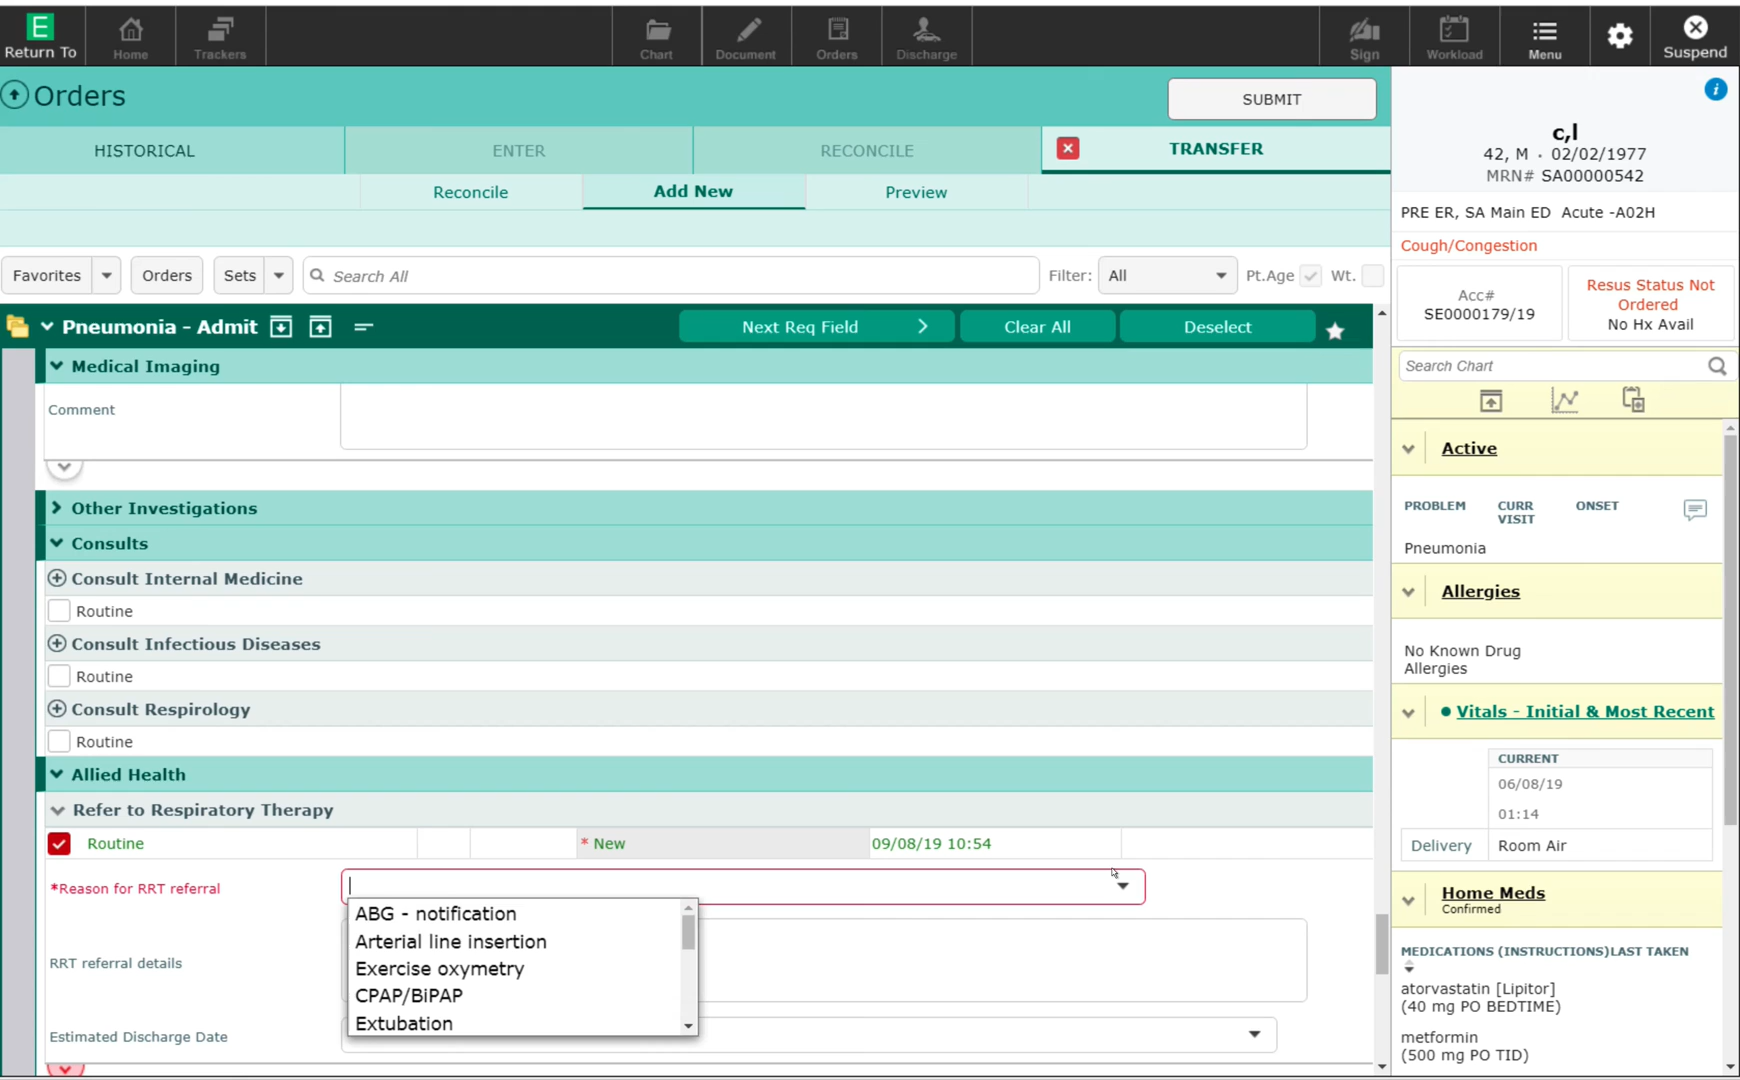 E
Return To
Home
Trackers
Chart
Document
Orders
Discharge
Sign
Workload
Menu
Suspend
Orders
SUBMIT
HISTORICAL
ENTER
RECONCILE
TRANSFER
Reconcile
Add New
Preview
Favorites
Orders
Sets
Search All
Filter:
All
Pt.Age
Wt.
Pneumonia - Admit
Next Req Field
Clear All
Deselect
Medical Imaging
Comment
Other Investigations
Consults
Consult Internal Medicine
Routine
Consult Infectious Diseases
Routine
Consult Respirology
Routine
Allied Health
Refer to Respiratory Therapy
Routine * New 09/08/19 10:54
*Reason for RRT referral
ABG - notification
Arterial line insertion
Exercise oxymetry
CPAP/BiPAP
Extubation
RRT referral details
Estimated Discharge Date
i
c,l
42, M · 02/02/1977
MRN# SA00000542
PRE ER, SA Main ED Acute -A02H
Cough/Congestion
Acc#
SE0000179/19
Resus Status Not
Ordered
No Hx Avail
Search Chart
Active
PROBLEM CURR ONSET
VISIT
Pneumonia
Allergies
No Known Drug
Allergies
Vitals - Initial & Most Recent
CURRENT
06/08/19
01:14
Delivery Room Air
Home Meds
Confirmed
MEDICATIONS (INSTRUCTIONS)LAST TAKEN
atorvastatin [Lipitor]
(40 mg PO BEDTIME)
metformin
(500 mg PO TID)